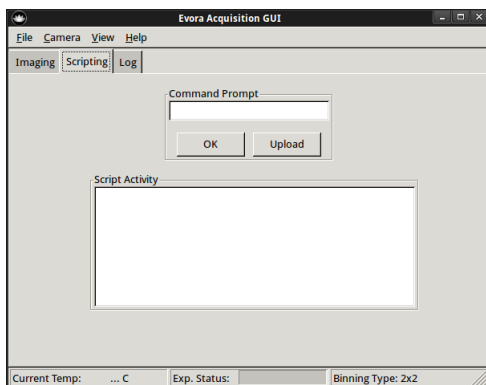 Evora Acquisition GUI
File Camera View Help
Imaging Scripting Log
Command Prompt
OK Upload
Script Activity
Current Temp: ... C Exp. Status: Binning Type: 2x2